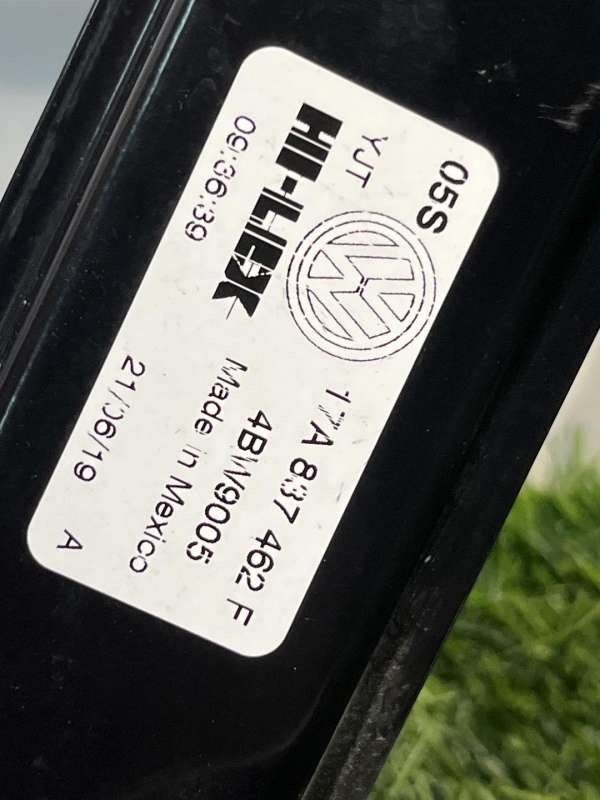 05S
YJT
17A 837 462 F
HI-LEX
4BW9005
Made in Mexico
09:36:39
21/06/19
A